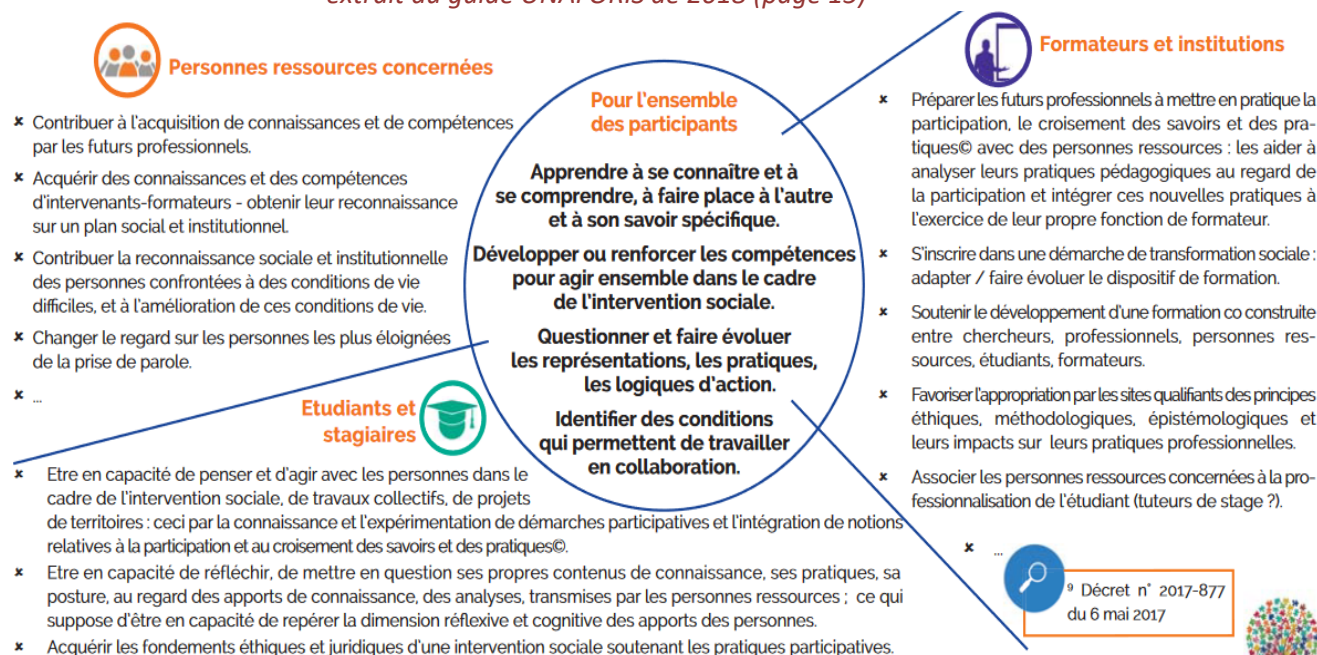 extrait du guide UNAFORIS de 2018 (page 15)
Personnes ressources concernées
✘ Contribuer à l'acquisition de connaissances et de compétences
par les futurs professionnels.
✘ Acquérir des connaissances et des compétences
d'intervenants-formateurs - obtenir leur reconnaissance
sur un plan social et institutionnel.
✘ Contribuer la reconnaissance sociale et institutionnelle
des personnes confrontées à des conditions de vie
difficiles, et à l'amélioration de ces conditions de vie.
✘ Changer le regard sur les personnes les plus éloignées
de la prise de parole.
✘ ...
Pour l'ensemble
des participants
Apprendre à se connaître et à
se comprendre, à faire place à l'autre
et à son savoir spécifique.
Développer ou renforcer les compétences
pour agir ensemble dans le cadre
de l'intervention sociale.
Questionner et faire évoluer
les représentations, les pratiques,
les logiques d'action.
Identifier des conditions
qui permettent de travailler
en collaboration.
Formateurs et institutions
✘ Préparer les futurs professionnels à mettre en pratique la
participation, le croisement des savoirs et des pra-
tiques© avec des personnes ressources : les aider à
analyser leurs pratiques pédagogiques au regard de
la participation et intégrer ces nouvelles pratiques à
l'exercice de leur propre fonction de formateur.
✘ S'inscrire dans une démarche de transformation sociale :
adapter / faire évoluer le dispositif de formation.
✘ Soutenir le développement d'une formation co construite
entre chercheurs, professionnels, personnes res-
sources, étudiants, formateurs.
✘ Favoriser l'appropriation par les sites qualifiants des principes
éthiques, méthodologiques, épistémologiques et
leurs impacts sur leurs pratiques professionnelles.
✘ Associer les personnes ressources concernées à la pro-
fessionnalisation de l'étudiant (tuteurs de stage ?).
✘ ...
Etudiants et
stagiaires
✘ Etre en capacité de penser et d'agir avec les personnes dans le
cadre de l'intervention sociale, de travaux collectifs, de projets
de territoires : ceci par la connaissance et l'expérimentation de démarches participatives et l'intégration de notions
relatives à la participation et au croisement des savoirs et des pratiques©.
✘ Etre en capacité de réfléchir, de mettre en question ses propres contenus de connaissance, ses pratiques, sa
posture, au regard des apports de connaissance, des analyses, transmises par les personnes ressources ; ce qui
suppose d'être en capacité de repérer la dimension réflexive et cognitive des apports des personnes.
✘ Acquérir les fondements éthiques et juridiques d'une intervention sociale soutenant les pratiques participatives.
⁹ Décret n° 2017-877
du 6 mai 2017